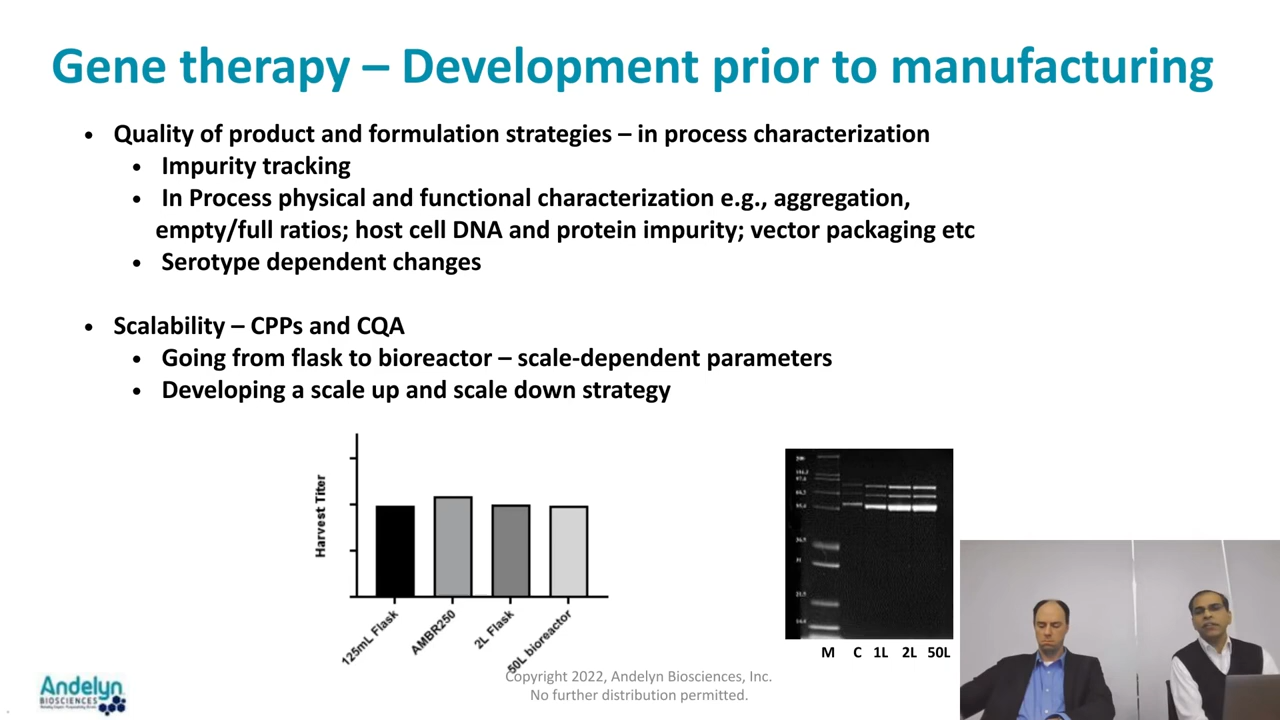 Gene therapy – Development prior to manufacturing
• Quality of product and formulation strategies – in process characterization
• Impurity tracking
• In Process physical and functional characterization e.g., aggregation,
empty/full ratios; host cell DNA and protein impurity; vector packaging etc
• Serotype dependent changes
• Scalability – CPPs and CQA
• Going from flask to bioreactor – scale-dependent parameters
• Developing a scale up and scale down strategy
Harvest Titer
125mL Flask
AMBR250
2L Flask
50L bioreactor
M C 1L 2L 50L
Copyright 2022, Andelyn Biosciences, Inc.
No further distribution permitted.
Andelyn
BIOSCIENCES